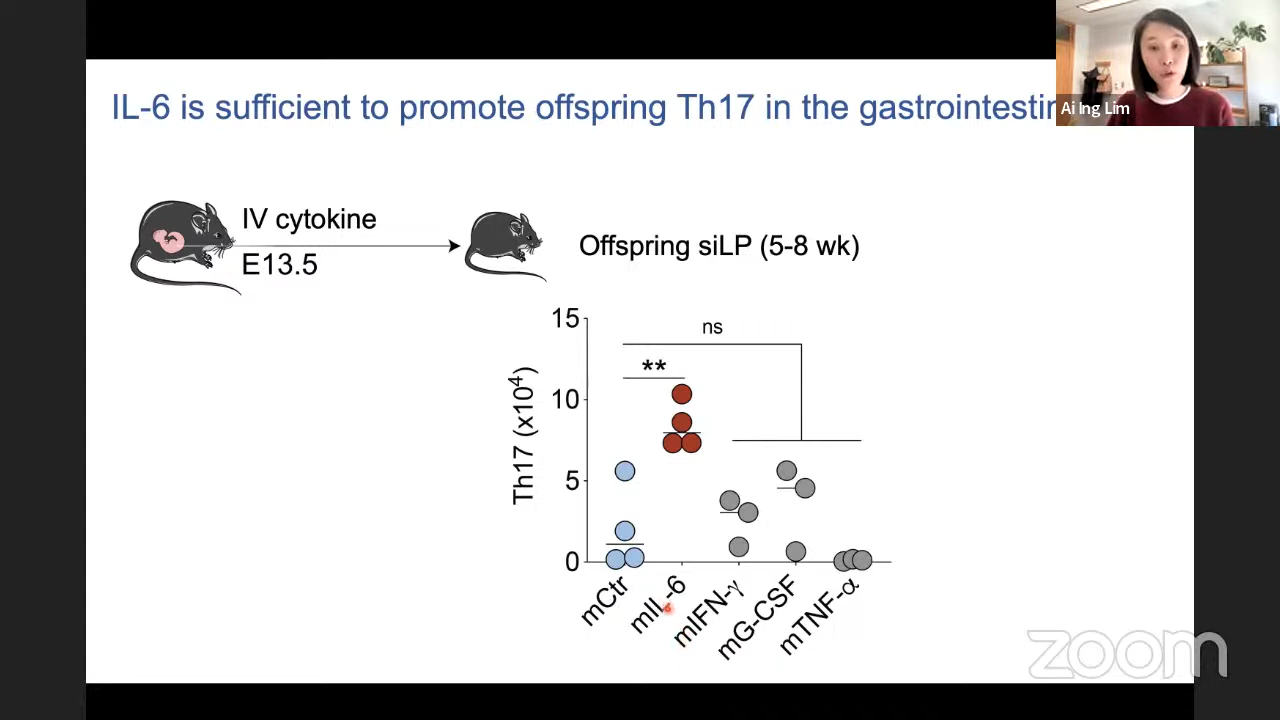 IL-6 is sufficient to promote offspring Th17 in the gastrointestin
Ai Ing Lim
IV cytokine
E13.5
Offspring siLP (5-8 wk)
15
10
5
0
Th17 (x10⁴)
ns
**
mCtr
mIL-6
mIFN-γ
mG-CSF
mTNF-α
zoom